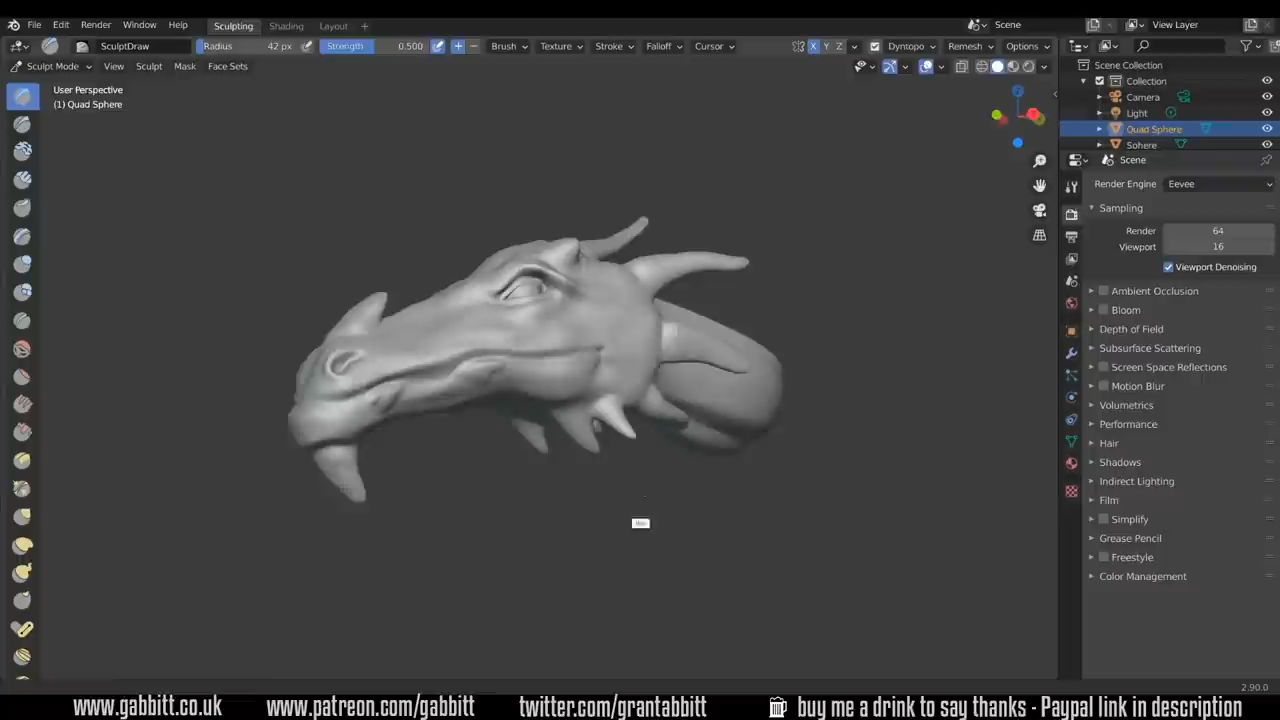 File Edit Render Window Help Sculpting Shading Layout + Scene View Layer
SculptDraw Radius 42 px Strength 0.500 Brush Texture Stroke Falloff Cursor X Y Z Dyntopo Remesh Options
Sculpt Mode View Sculpt Mask Face Sets
User Perspective
(1) Quad Sphere
Scene Collection
Collection
Camera
Light
Quad Sphere
Sphere
Scene
Render Engine Eevee
Sampling
Render 64
Viewport 16
Viewport Denoising
Ambient Occlusion
Bloom
Depth of Field
Subsurface Scattering
Screen Space Reflections
Motion Blur
Volumetrics
Performance
Hair
Shadows
Indirect Lighting
Film
Simplify
Grease Pencil
Freestyle
Color Management
2.90.0
www.gabbitt.co.uk www.patreon.com/gabbitt twitter.com/grantabbitt buy me a drink to say thanks - Paypal link in description